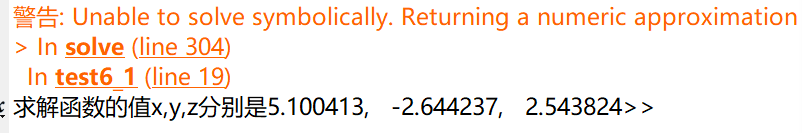 警告: Unable to solve symbolically. Returning a numeric approximation
> In solve (line 304)
In test6_1 (line 19)
求解函数的值x,y,z分别是5.100413, -2.644237, 2.543824>>